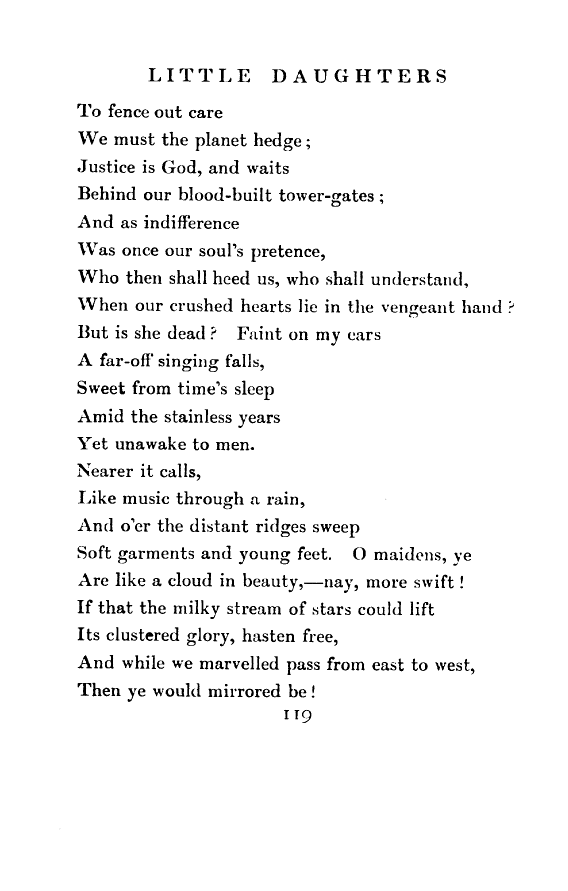 LITTLE DAUGHTERS
To fence out care
We must the planet hedge ;
Justice is God, and waits
Behind our blood-built tower-gates ;
And as indifference
Was once our soul's pretence,
Who then shall heed us, who shall understand,
When our crushed hearts lie in the vengeant hand ?
But is she dead ? Faint on my ears
A far-off singing falls,
Sweet from time's sleep
Amid the stainless years
Yet unawake to men.
Nearer it calls,
Like music through a rain,
And o'er the distant ridges sweep
Soft garments and young feet. O maidens, ye
Are like a cloud in beauty,—nay, more swift !
If that the milky stream of stars could lift
Its clustered glory, hasten free,
And while we marvelled pass from east to west,
Then ye would mirrored be !
119